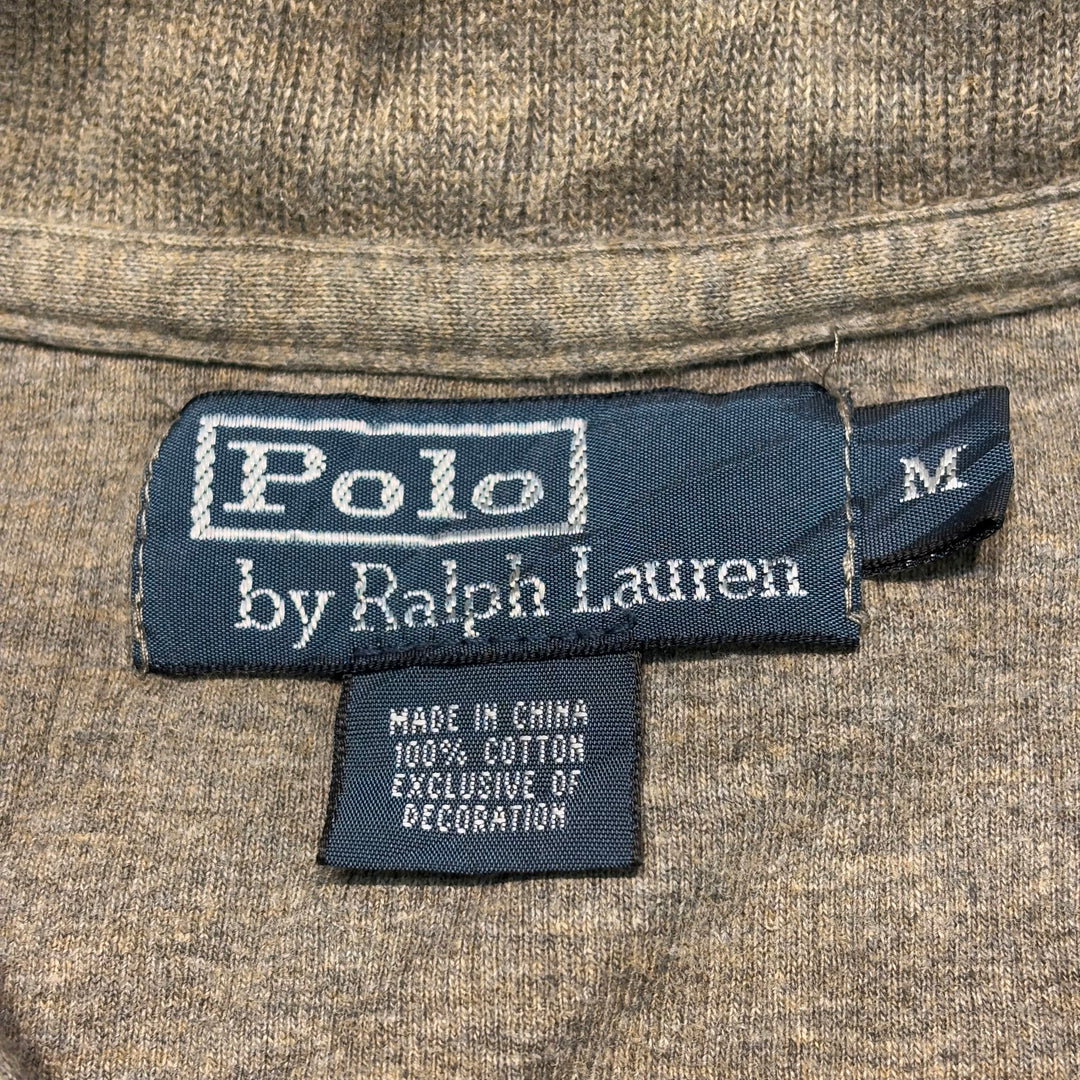 Polo
by Ralph Lauren
M
MADE IN CHINA
100% COTTON
EXCLUSIVE OF
DECORATION